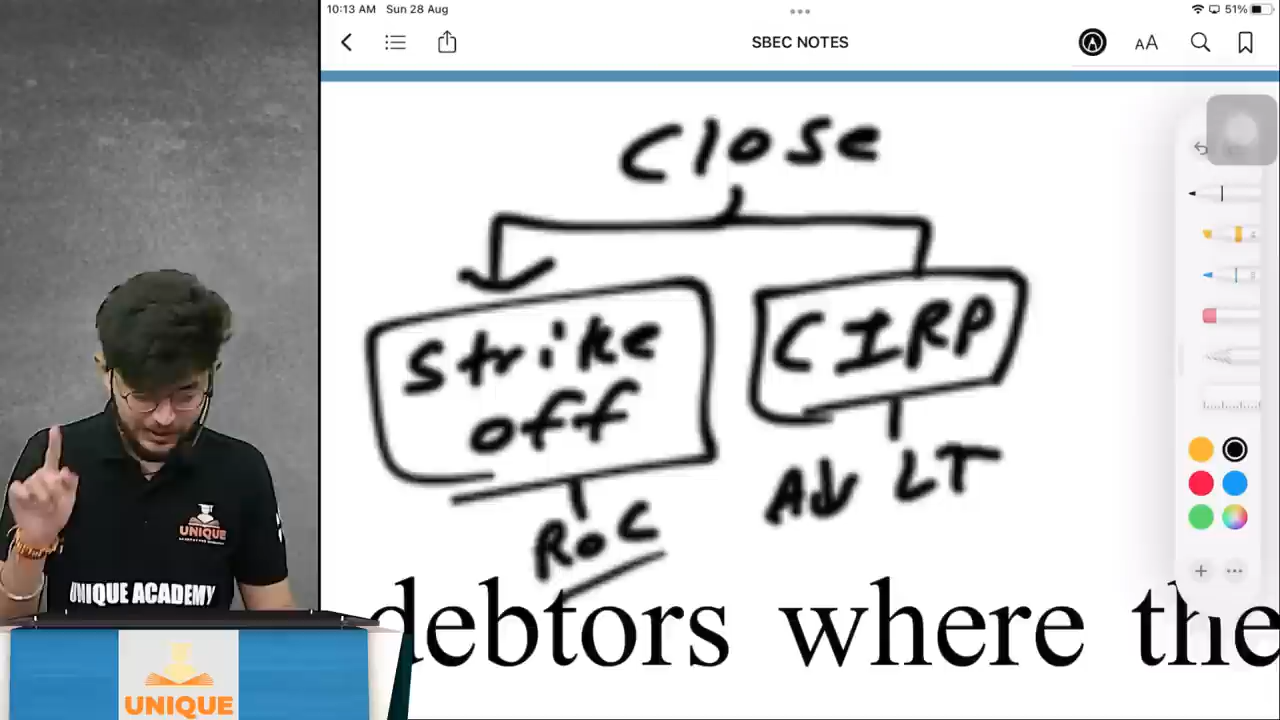 10:13 AM Sun 28 Aug
51%
SBEC NOTES
AA
Close
Strike
off
CIRP
RoC
LT
debtors where the
UNIQUE
UNIQUE ACADEMY
UNIQUE